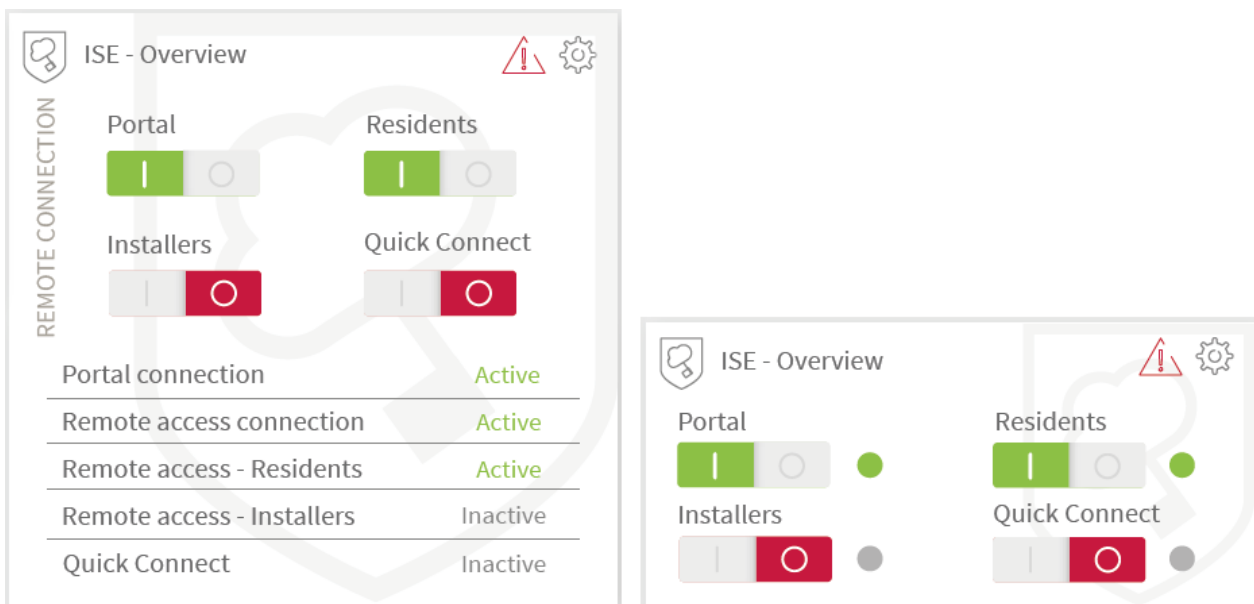 ISE - Overview
REMOTE CONNECTION
Portal
Residents
Installers
Quick Connect
Portal connection Active
Remote access connection Active
Remote access - Residents Active
Remote access - Installers Inactive
Quick Connect Inactive
ISE - Overview
Portal
Residents
Installers
Quick Connect